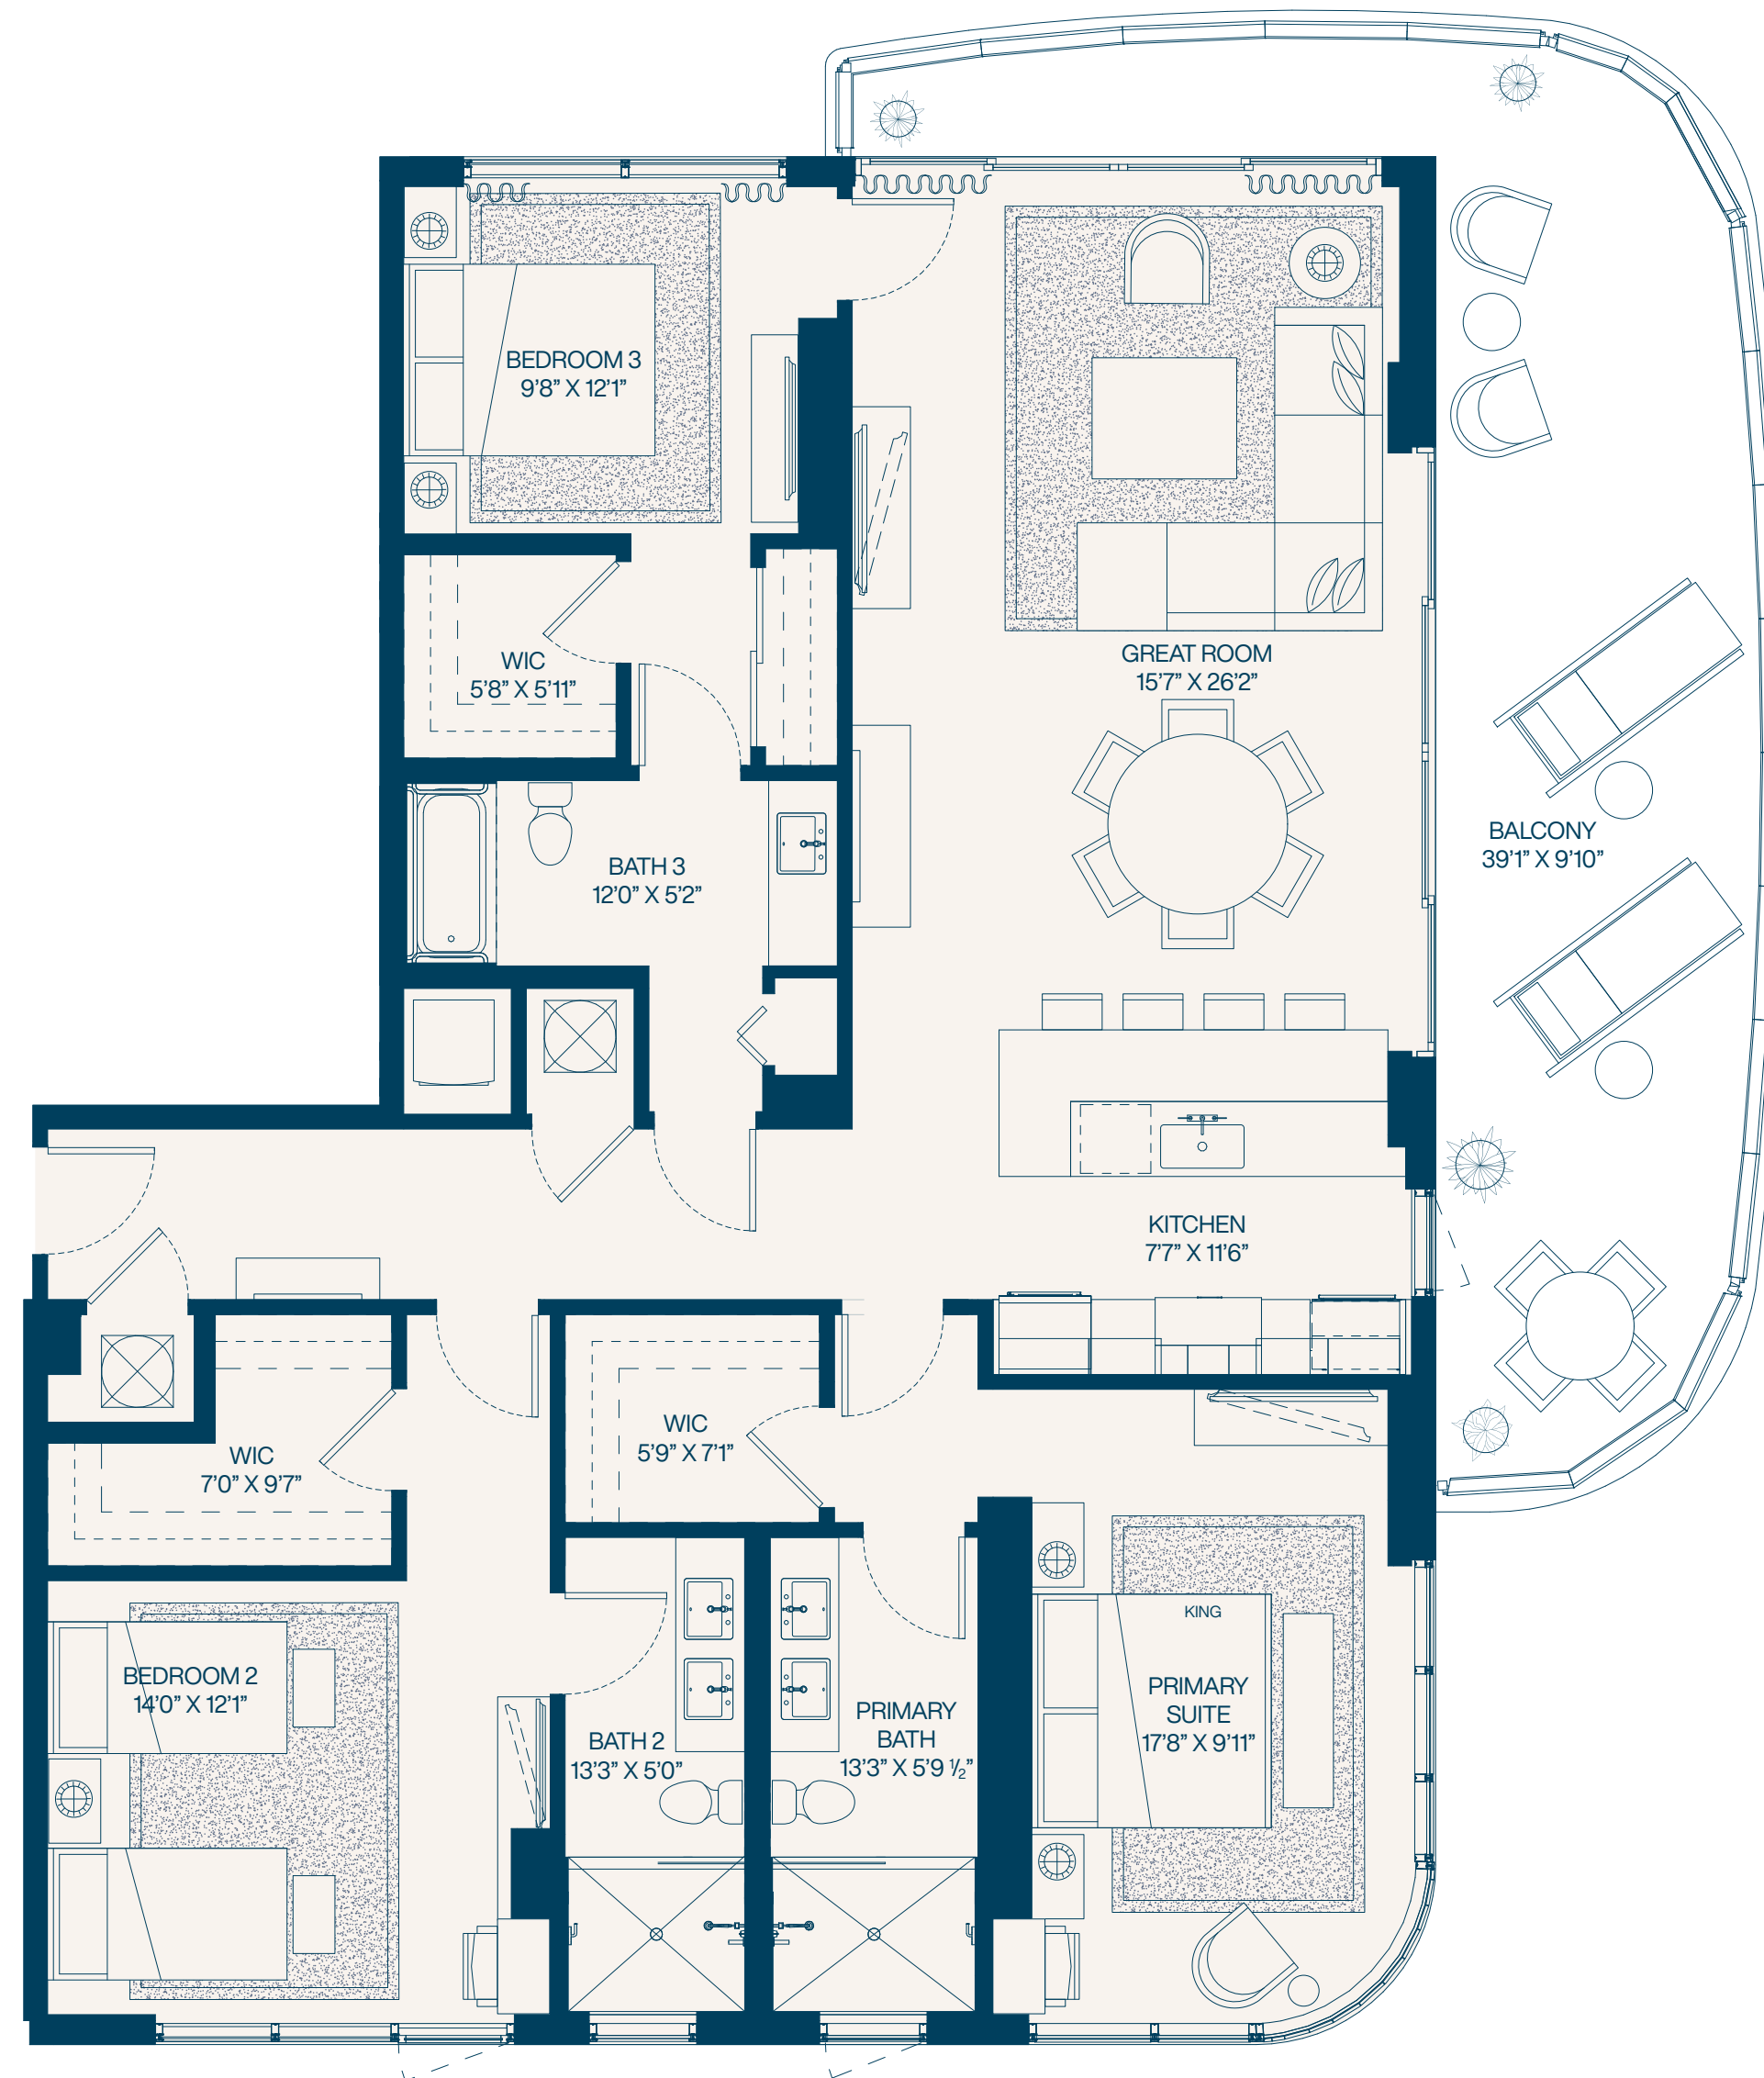 BEDROOM 3
9’8” X 12’1”
WIC
5’8” X 5’11”
GREAT ROOM
15’7” X 26’2”
BATH 3
12’0” X 5’2”
BALCONY
39’1” X 9’10”
KITCHEN
7’7” X 11’6”
WIC
7’0” X 9’7”
WIC
5’9” X 7’1”
KING
BEDROOM 2
14’0” X 12’1”
BATH 2
13’3” X 5’0”
PRIMARY
BATH
13’3” X 5’9 ½”
PRIMARY
SUITE
17’8” X 9’11”